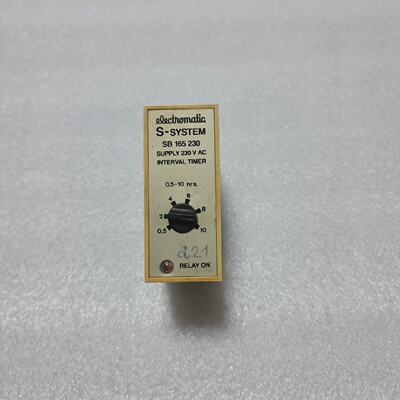 electromatic
S-SYSTEM
SB 165 230
SUPPLY 230 V AC
INTERVAL TIMER
0,5-10 hrs.
4 6
2 8
0,5 10
d21
RELAY ON